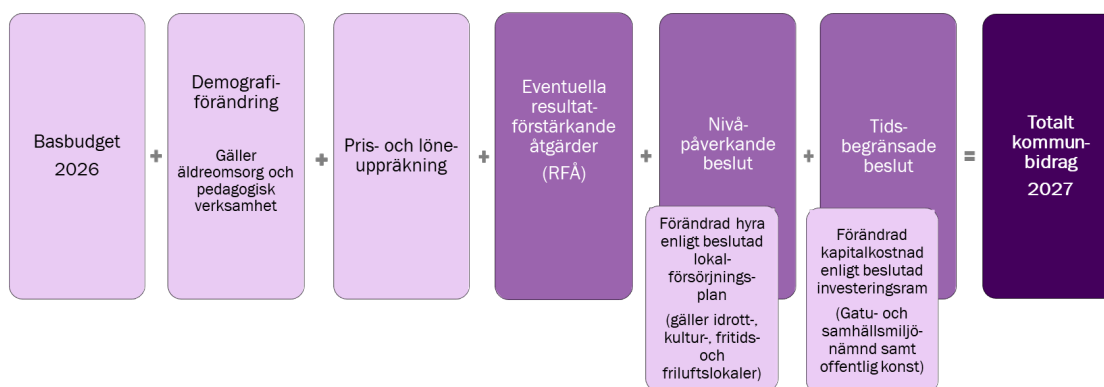 Basbudget
2026
+
Demografi-
förändring
Gäller
äldreomsorg och
pedagogisk
verksamhet
+
Pris- och löne-
uppräkning
+
Eventuella
resultat-
förstärkande
åtgärder
(RFÅ)
+
Nivå-
påverkande
beslut
Förändrad hyra
enligt beslutad
lokal-
försörjnings-
plan
(gäller idrott-,
kultur-, fritids-
och
friluftslokaler)
+
Tids-
begränsade
beslut
Förändrad
kapitalkostnad
enligt beslutad
investeringsram
(Gatu- och
samhällsmiljö-
nämnd samt
offentlig konst)
=
Totalt
kommun-
bidrag
2027